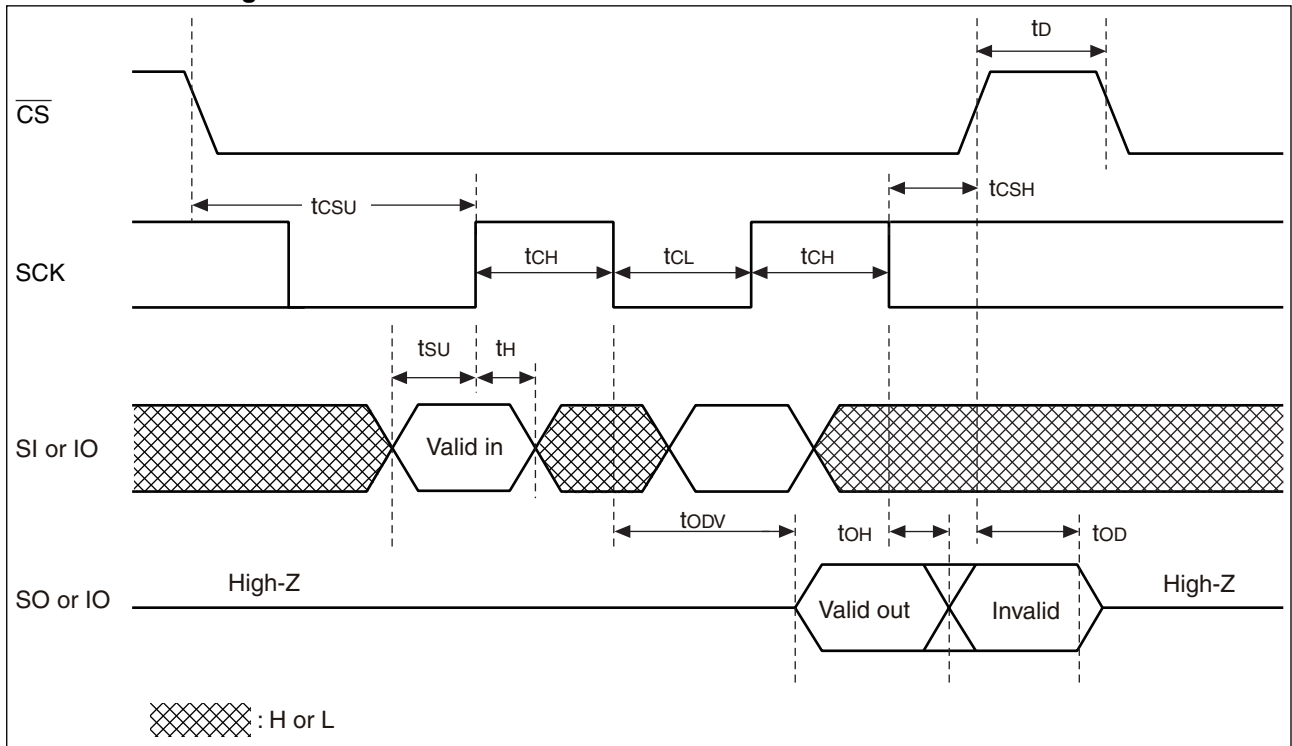 tD
CS
tCSH
tCSU
SCK
tCH
tCL
tCH
tSU
tH
SI or IO
Valid in
tODV
tOH
tOD
High-Z
High-Z
SO or IO
Valid out
Invalid
: H or L